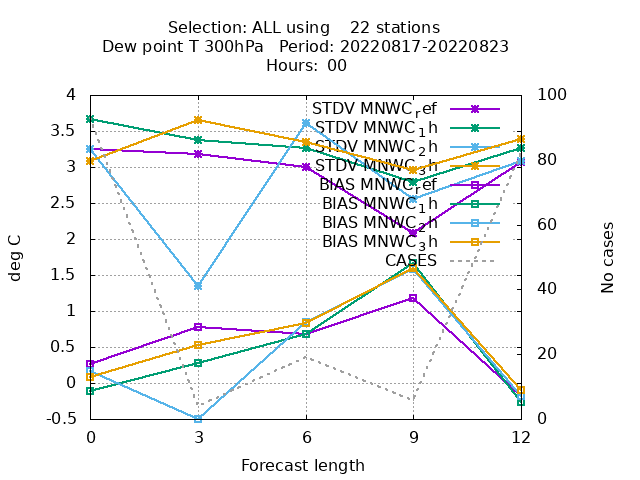 Selection: ALL using 22 stations
Dew point T 300hPa Period: 20220817-20220823
Hours: 00
4
3.5
3
2.5
2
1.5
1
0.5
0
-0.5
100
80
60
40
20
0
0 3 6 9 12
deg C
No cases
Forecast length
STDV MNWC_ref
STDV MNWC_1h
STDV MNWC_2h
STDV MNWC_3h
BIAS MNWC_ref
BIAS MNWC_1h
BIAS MNWC_2h
BIAS MNWC_3h
CASES